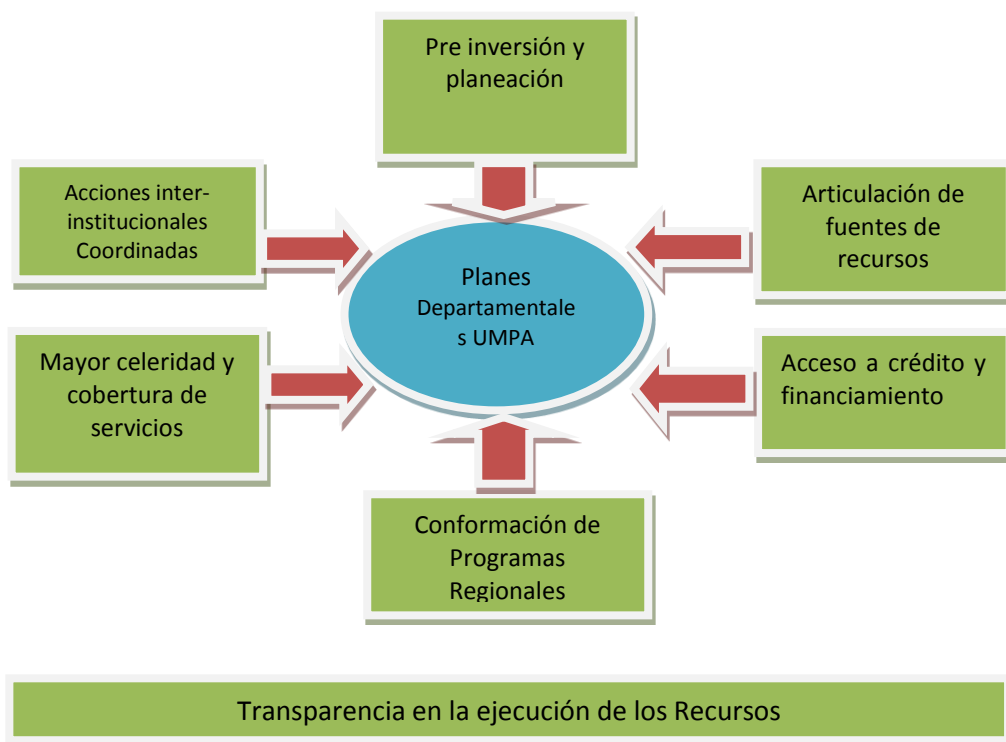 Pre inversión y
planeación
Acciones inter-
institucionales
Coordinadas
Articulación de
fuentes de
recursos
Planes
Departamentale
s UMPA
Mayor celeridad y
cobertura de
servicios
Acceso a crédito y
financiamiento
Conformación de
Programas
Regionales
Transparencia en la ejecución de los Recursos